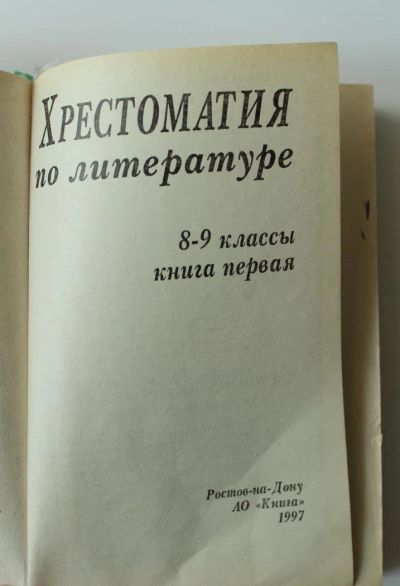 ХРЕСТОМАТИЯ
по литературе
8-9 классы
книга первая
Ростов-на-Дону
АО «Книга»
1997